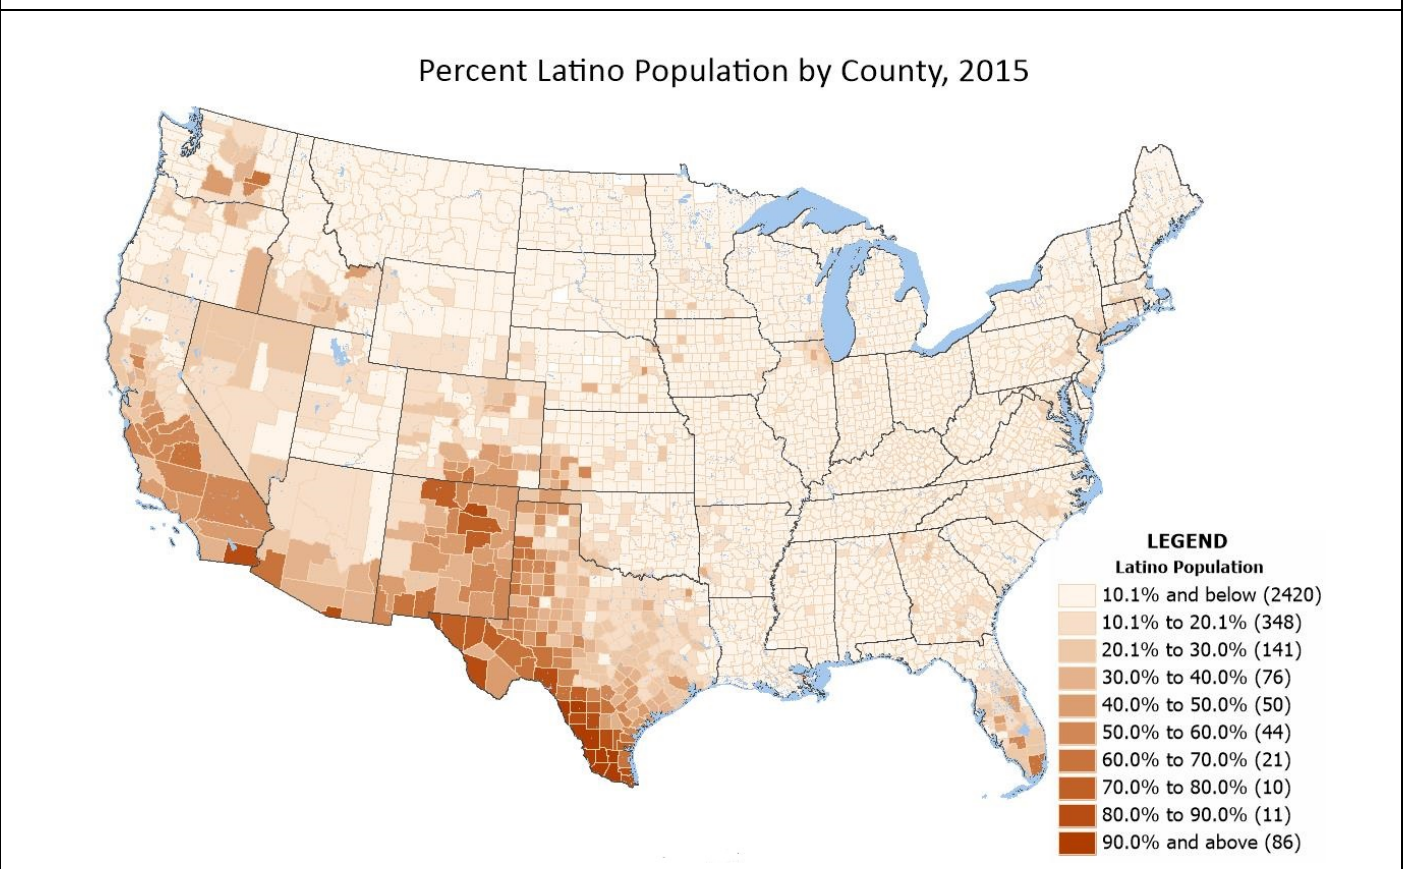 Percent Latino Population by County, 2015
LEGEND
Latino Population
10.1% and below (2420)
10.1% to 20.1% (348)
20.1% to 30.0% (141)
30.0% to 40.0% (76)
40.0% to 50.0% (50)
50.0% to 60.0% (44)
60.0% to 70.0% (21)
70.0% to 80.0% (10)
80.0% to 90.0% (11)
90.0% and above (86)